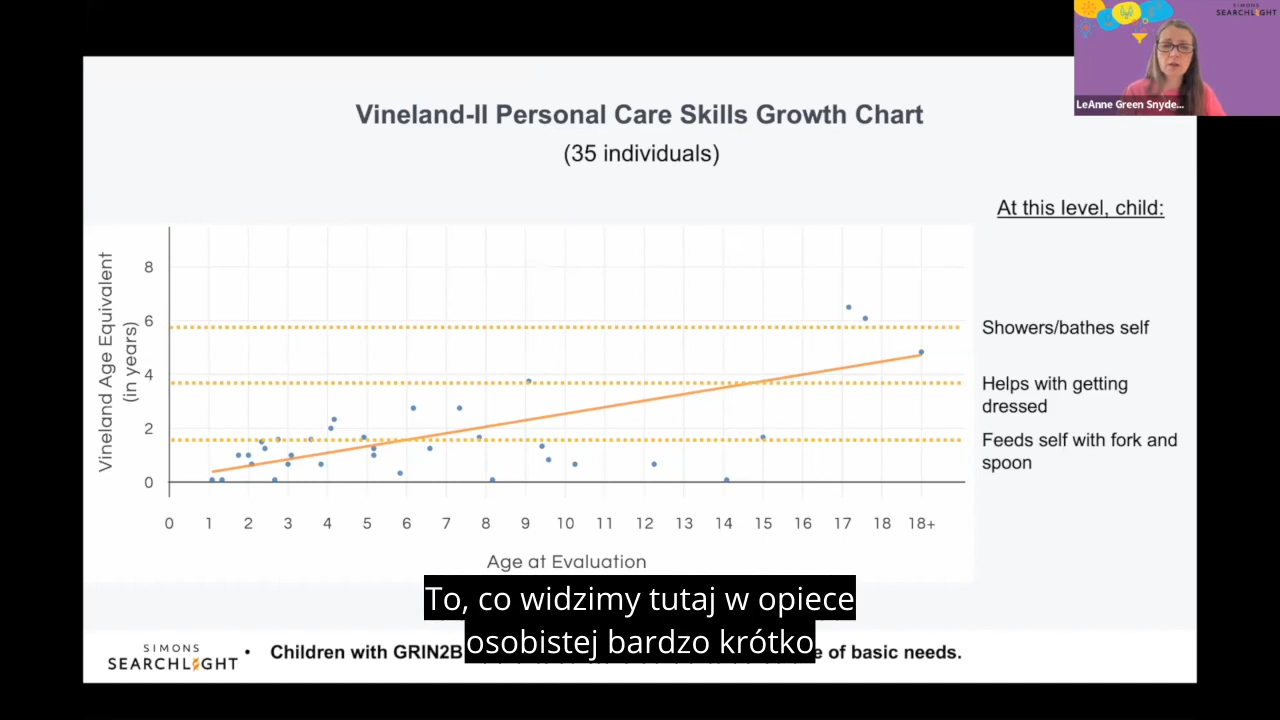 SIMONS
SEARCHLIGHT
LeAnne Green Snyde...
Vineland-II Personal Care Skills Growth Chart
(35 individuals)
At this level, child:
Vineland Age Equivalent
(in years)
8
6
4
2
0
Showers/bathes self
Helps with getting
dressed
Feeds self with fork and
spoon
0 1 2 3 4 5 6 7 8 9 10 11 12 13 14 15 16 17 18 18+
Age at Evaluation
To, co widzimy tutaj w opiece
osobistej bardzo krótko
SIMONS
SEARCHLIGHT
• Children with GRIN2B of basic needs.